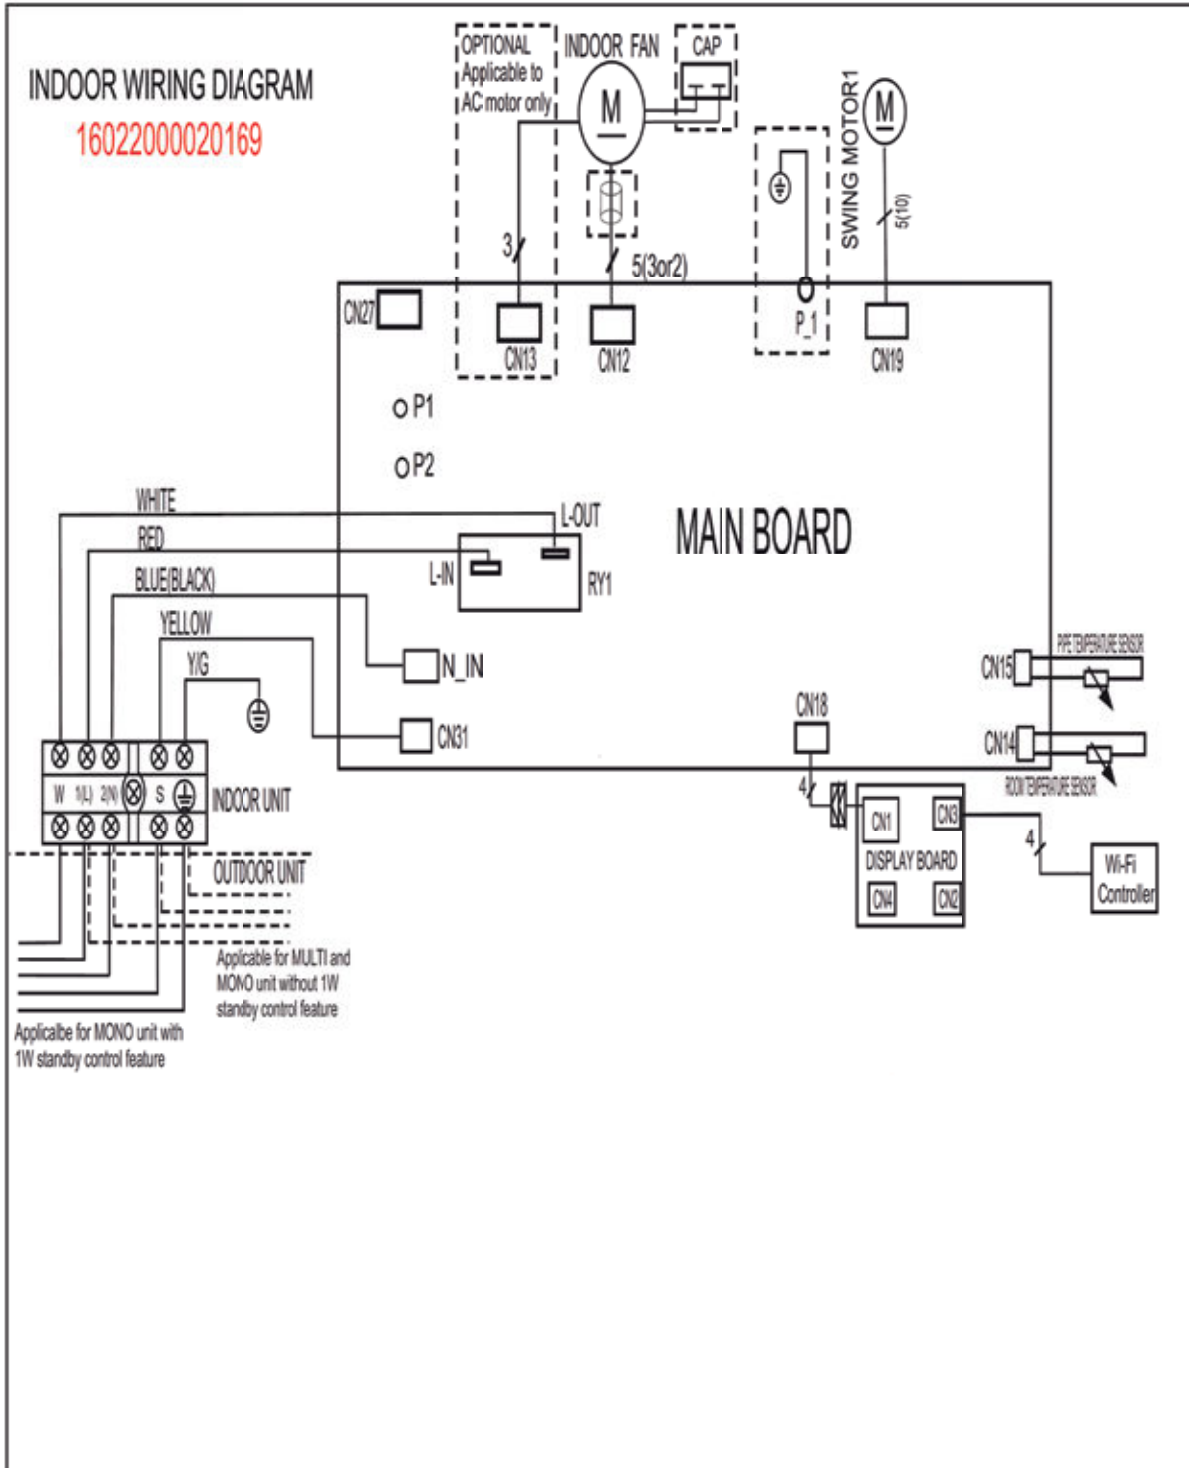 INDOOR WIRING DIAGRAM
16022000020169
OPTIONAL
Applicable to
AC motor only
INDOOR FAN
CAP
M
M
SWING MOTOR1
5(10)
3
5(3or2)
CN27
CN13
CN12
P_1
CN19
P1
P2
MAIN BOARD
WHITE
RED
BLUE(BLACK)
YELLOW
Y/G
L-OUT
L-IN
RY1
N_IN
CN31
CN18
CN15
PIPE TEMPERATURE SENSOR
CN14
ROOM TEMPERATURE SENSOR
W 1(L) 2(N) S
INDOOR UNIT
OUTDOOR UNIT
4
CN1
CN3
DISPLAY BOARD
CN4
CN2
4
Wi-Fi
Controller
Applcable for MULTI and
MONO unit without 1W
standby control feature
Applicalbe for MONO unit with
1W standby control feature